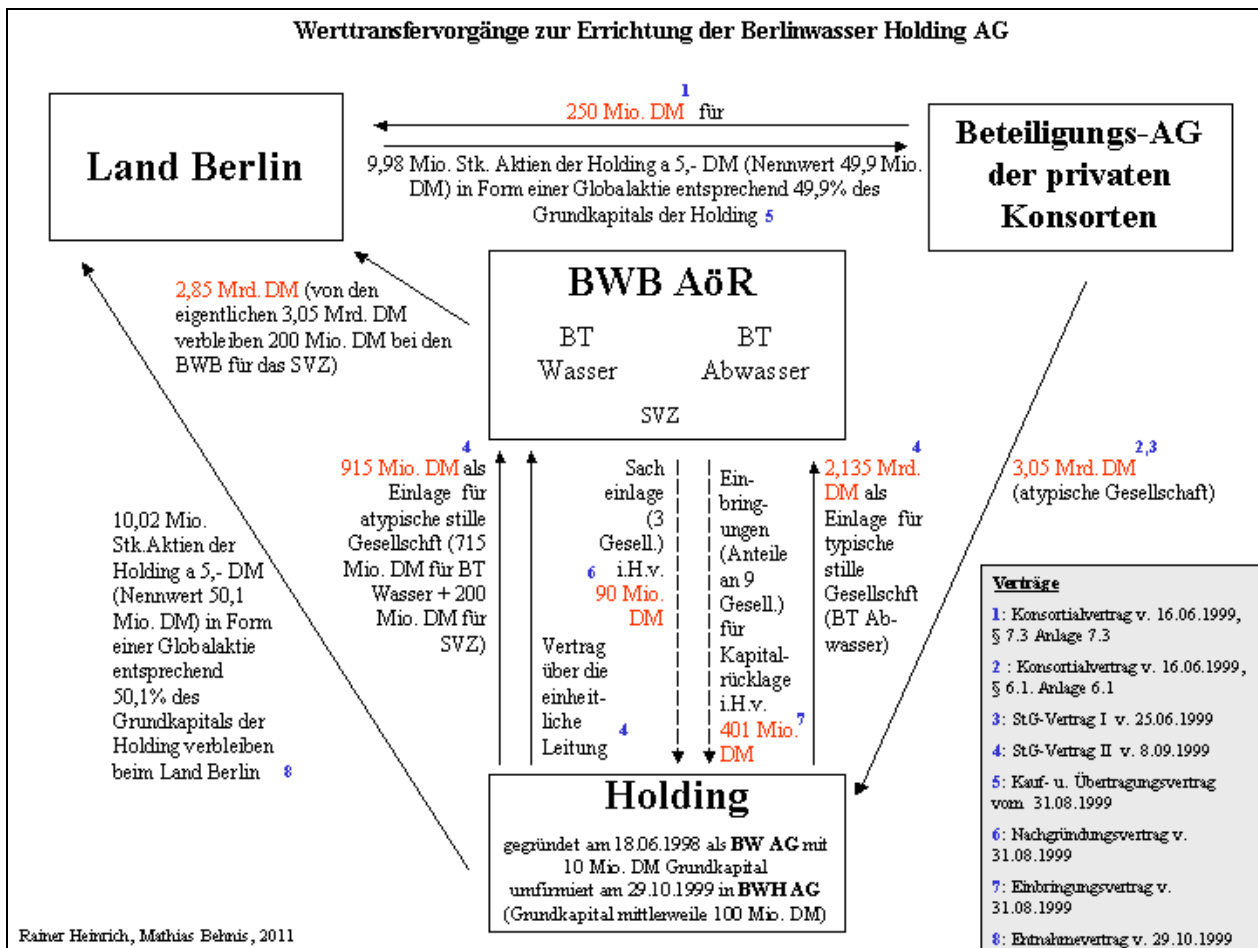 Werttransfervorgänge zur Errichtung der Berlinwasser Holding AG
Land Berlin
1
250 Mio. DM für
9,98 Mio. Stk. Aktien der Holding a 5,- DM (Nennwert 49,9 Mio.
DM) in Form einer Globalaktie entsprechend 49,9% des
Grundkapitals der Holding 5
Beteiligungs-AG
der privaten
Konsorten
2,85 Mrd. DM (von den
eigentlichen 3,05 Mrd. DM
verbleiben 200 Mio. DM bei den
BWB für das SVZ)
BWB AöR
BT
Wasser
BT
Abwasser
SVZ
10,02 Mio.
Stk.Aktien der
Holding a 5,- DM
(Nennwert 50,1
Mio. DM) in Form
einer Globalaktie
entsprechend
50,1% des
Grundkapitals der
Holding verbleiben
beim Land Berlin 8
4
915 Mio. DM als
Einlage für
atypische stille
Gesellschft (715
Mio. DM für BT
Wasser + 200
Mio. DM für
SVZ)
Vertrag
über die
einheit-
liche
Leitung 4
Sach
einlage
(3
Gesell.)
6 i.H.v.
90 Mio.
DM
Ein-
bring-
ungen
(Anteile
an 9
Gesell.)
für
Kapital-
rücklage
i.H.v.
401 Mio. 7
DM
4
2,135 Mrd.
DM als
Einlage für
typische
stille
Gesellschft
(BT Ab-
wasser)
2,3
3,05 Mrd. DM
(atypische Gesellschaft)
Holding
gegründet am 18.06.1998 als BW AG mit
10 Mio. DM Grundkapital
umfirmiert am 29.10.1999 in BWH AG
(Grundkapital mittlerweile 100 Mio. DM)
Verträge
1: Konsortialvertrag v. 16.06.1999,
§ 7.3 Anlage 7.3
2 : Konsortialvertrag v. 16.06.1999,
§ 6.1. Anlage 6.1
3: StG-Vertrag I v. 25.06.1999
4: StG-Vertrag II v. 8.09.1999
5: Kauf- u. Übertragungsvertrag
vom 31.08.1999
6: Nachgründungsvertrag v.
31.08.1999
7: Einbringungsvertrag v.
31.08.1999
8: Entnahmevertrag v. 29.10.1999
Rainer Heinrich, Mathias Behnis, 2011